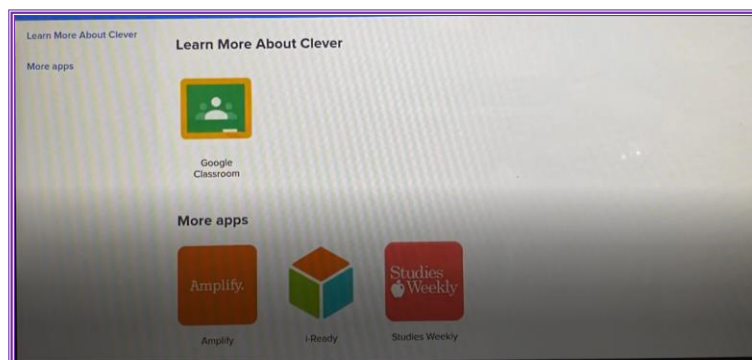 Learn More About Clever
More apps
Learn More About Clever
Google
Classroom
More apps
Amplify.
Studies
Weekly
Amplify
i-Ready
Studies Weekly